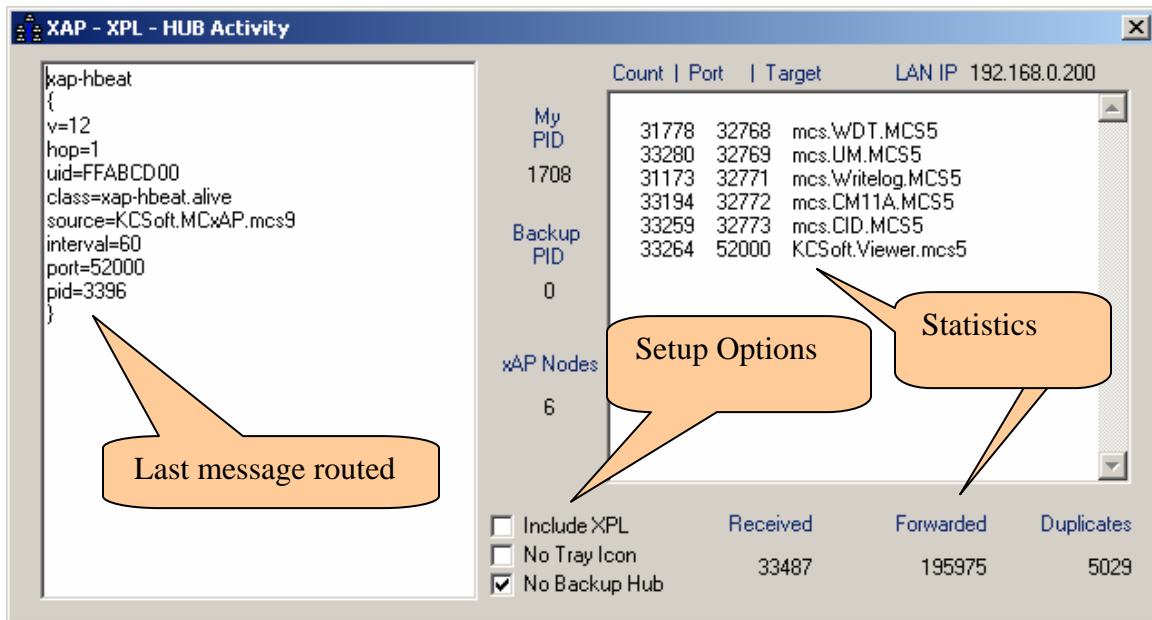 XAP - XPL - HUB Activity
xap-hbeat
{
v=12
hop=1
uid=FFABCD00
class=xap-hbeat.alive
source=KCSoft.MCxAP.mcs9
interval=60
port=52000
pid=3396
}
Last message routed
My
PID
1708
Backup
PID
0
xAP Nodes
6
Count | Port | Target LAN IP 192.168.0.200
31778 32768 mcs.WDT.MCS5
33280 32769 mcs.UM.MCS5
31173 32771 mcs.Writelog.MCS5
33194 32772 mcs.CM11A.MCS5
33259 32773 mcs.CID.MCS5
33264 52000 KCSoft.Viewer.mcs5
Setup Options
Statistics
Include XPL
No Tray Icon
No Backup Hub
Received Forwarded Duplicates
33487 195975 5029